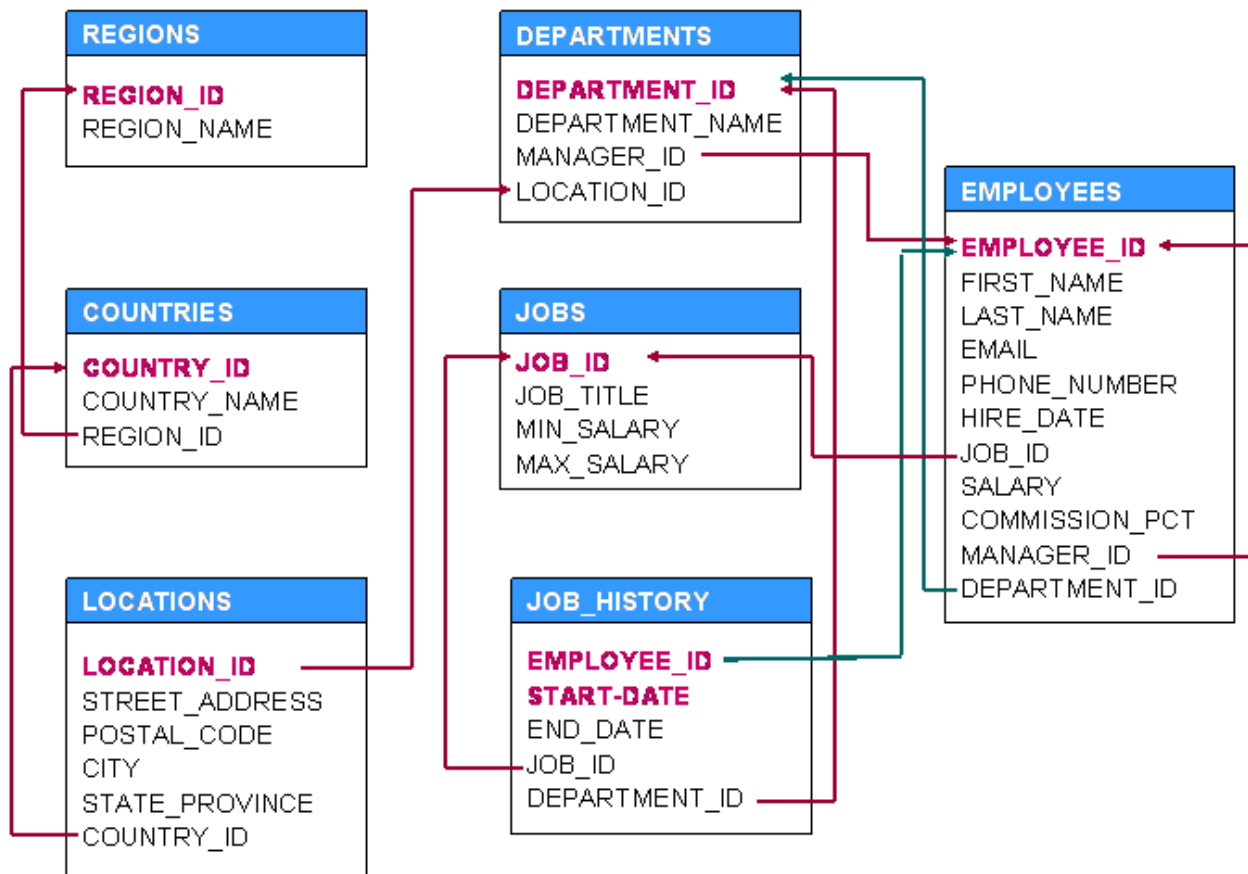 REGIONS
REGION_ID
REGION_NAME
COUNTRIES
COUNTRY_ID
COUNTRY_NAME
REGION_ID
LOCATIONS
LOCATION_ID
STREET_ADDRESS
POSTAL_CODE
CITY
STATE_PROVINCE
COUNTRY_ID
DEPARTMENTS
DEPARTMENT_ID
DEPARTMENT_NAME
MANAGER_ID
LOCATION_ID
JOBS
JOB_ID
JOB_TITLE
MIN_SALARY
MAX_SALARY
JOB_HISTORY
EMPLOYEE_ID
START-DATE
END_DATE
JOB_ID
DEPARTMENT_ID
EMPLOYEES
EMPLOYEE_ID
FIRST_NAME
LAST_NAME
EMAIL
PHONE_NUMBER
HIRE_DATE
JOB_ID
SALARY
COMMISSION_PCT
MANAGER_ID
DEPARTMENT_ID